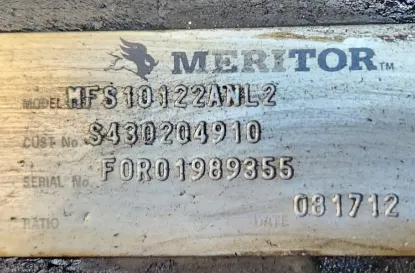 MERITOR™
MODEL MFS10122ANL2
CUST No. S430204910
SERIAL No. FOR01989355
RATIO DATE 081712